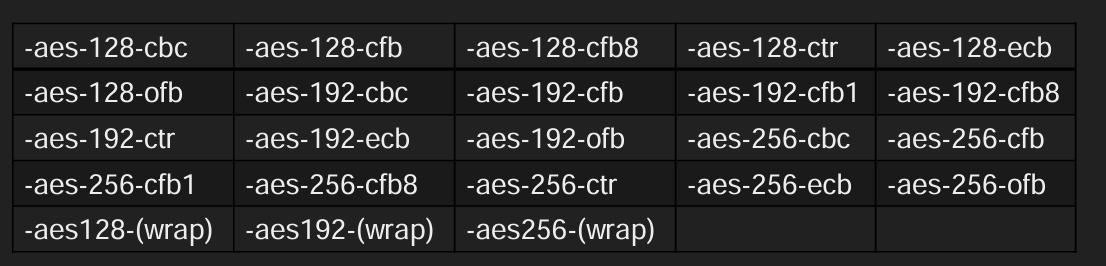 -aes-128-cbc -aes-128-cfb -aes-128-cfb8 -aes-128-ctr -aes-128-ecb
-aes-128-ofb -aes-192-cbc -aes-192-cfb -aes-192-cfb1 -aes-192-cfb8
-aes-192-ctr -aes-192-ecb -aes-192-ofb -aes-256-cbc -aes-256-cfb
-aes-256-cfb1 -aes-256-cfb8 -aes-256-ctr -aes-256-ecb -aes-256-ofb
-aes128-(wrap) -aes192-(wrap) -aes256-(wrap)